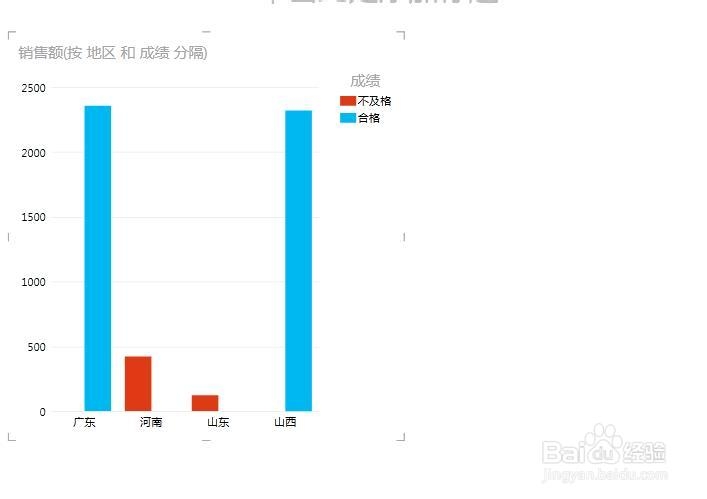 销售额(按 地区 和 成绩 分隔)
成绩
不及格
合格
2500
2000
1500
1000
500
0
广东 河南 山东 山西
Baidu经验
jingyan.baidu.com